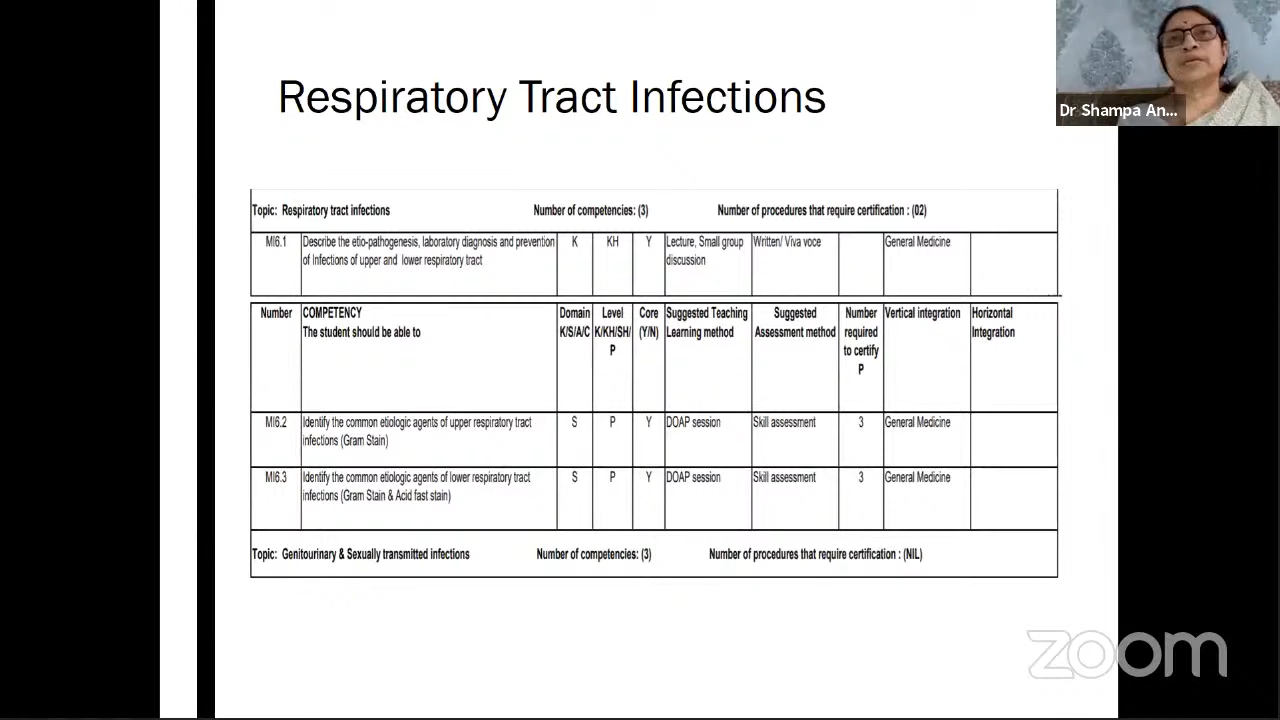 Respiratory Tract Infections
Dr Shampa An...
Topic: Respiratory tract infections Number of competencies: (3) Number of procedures that require certification : (02)
MI6.1 Describe the etio-pathogenesis, laboratory diagnosis and prevention K KH Y Lecture, Small group Written/ Viva voce General Medicine
of Infections of upper and lower respiratory tract discussion
Number COMPETENCY Domain Level Core Suggested Teaching Suggested Number Vertical integration Horizontal
The student should be able to K/S/A/C K/KH/SH/ (Y/N) Learning method Assessment method required Integration
P to certify
P
MI6.2 Identify the common etiologic agents of upper respiratory tract S P Y DOAP session Skill assessment 3 General Medicine
infections (Gram Stain)
MI6.3 Identify the common etiologic agents of lower respiratory tract S P Y DOAP session Skill assessment 3 General Medicine
infections (Gram Stain & Acid fast stain)
Topic: Genitourinary & Sexually transmitted infections Number of competencies: (3) Number of procedures that require certification : (NIL)
zoom